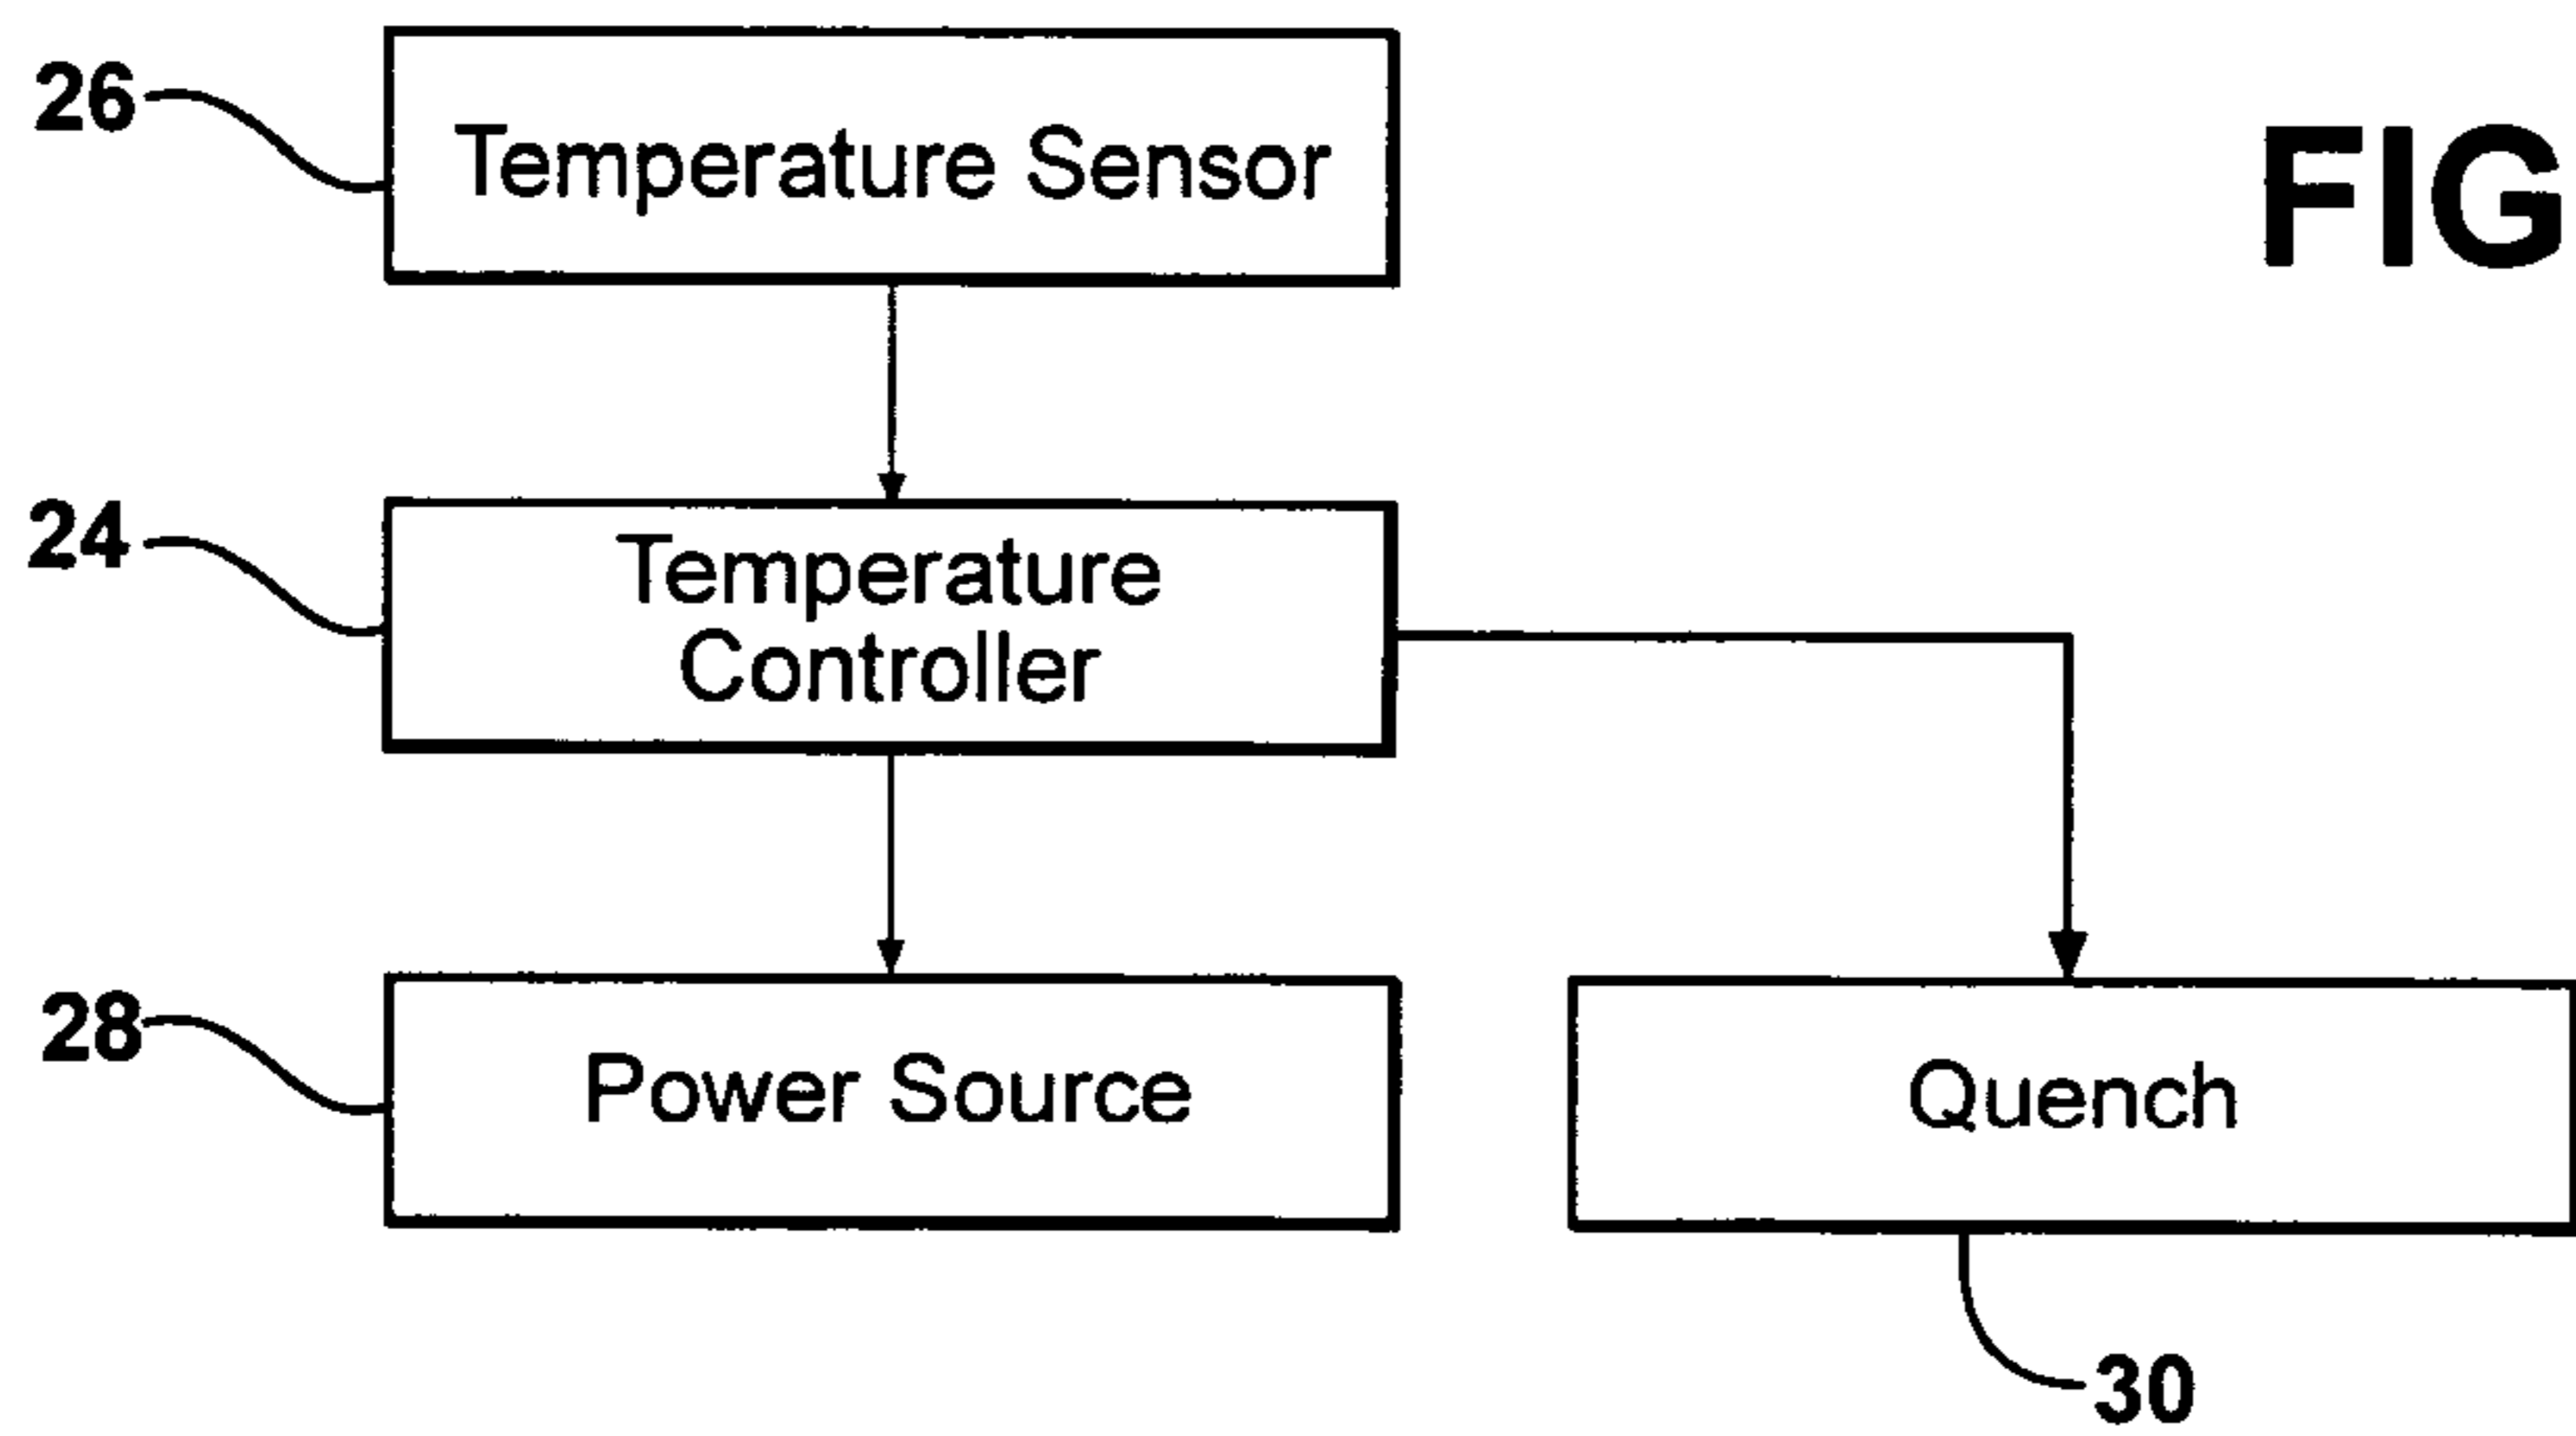 26
Temperature Sensor
FIG
24
Temperature
Controller
28
Power Source
Quench
30